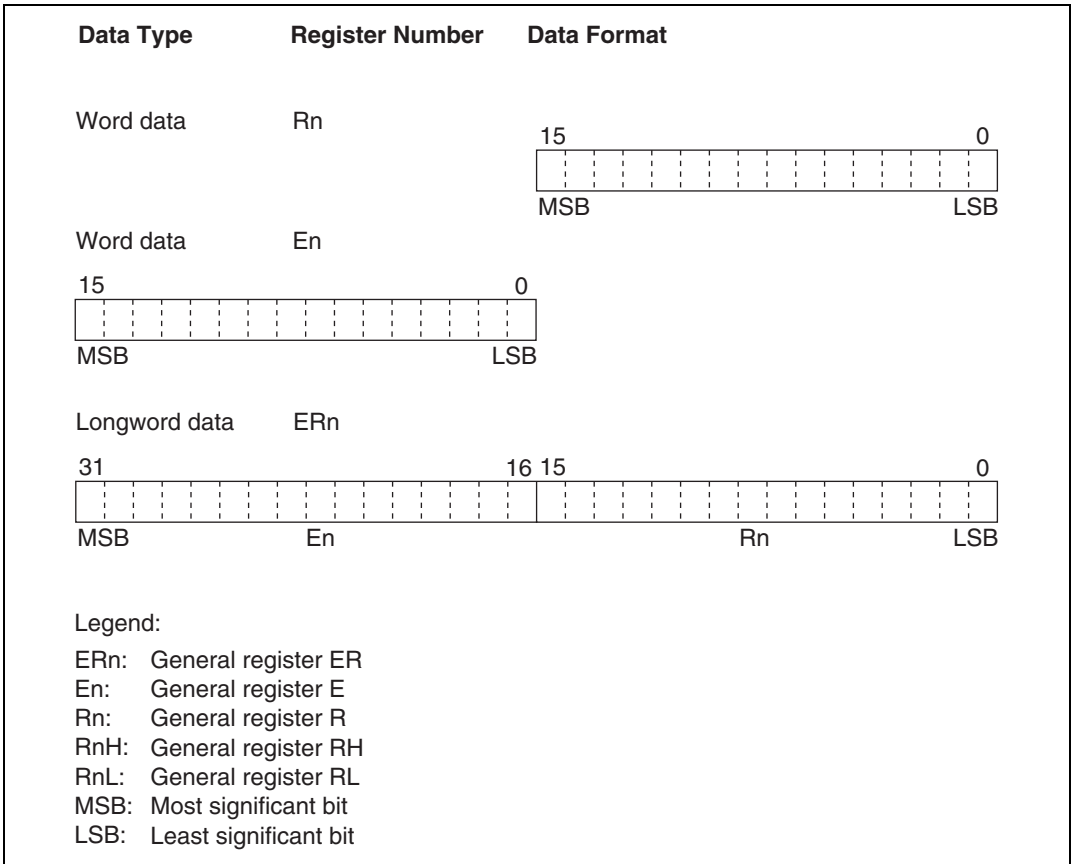 Data Type Register Number Data Format
Word data Rn
15 0
MSB LSB
Word data En
15 0
MSB LSB
Longword data ERn
31 16 15 0
MSB En Rn LSB
Legend:
ERn: General register ER
En: General register E
Rn: General register R
RnH: General register RH
RnL: General register RL
MSB: Most significant bit
LSB: Least significant bit